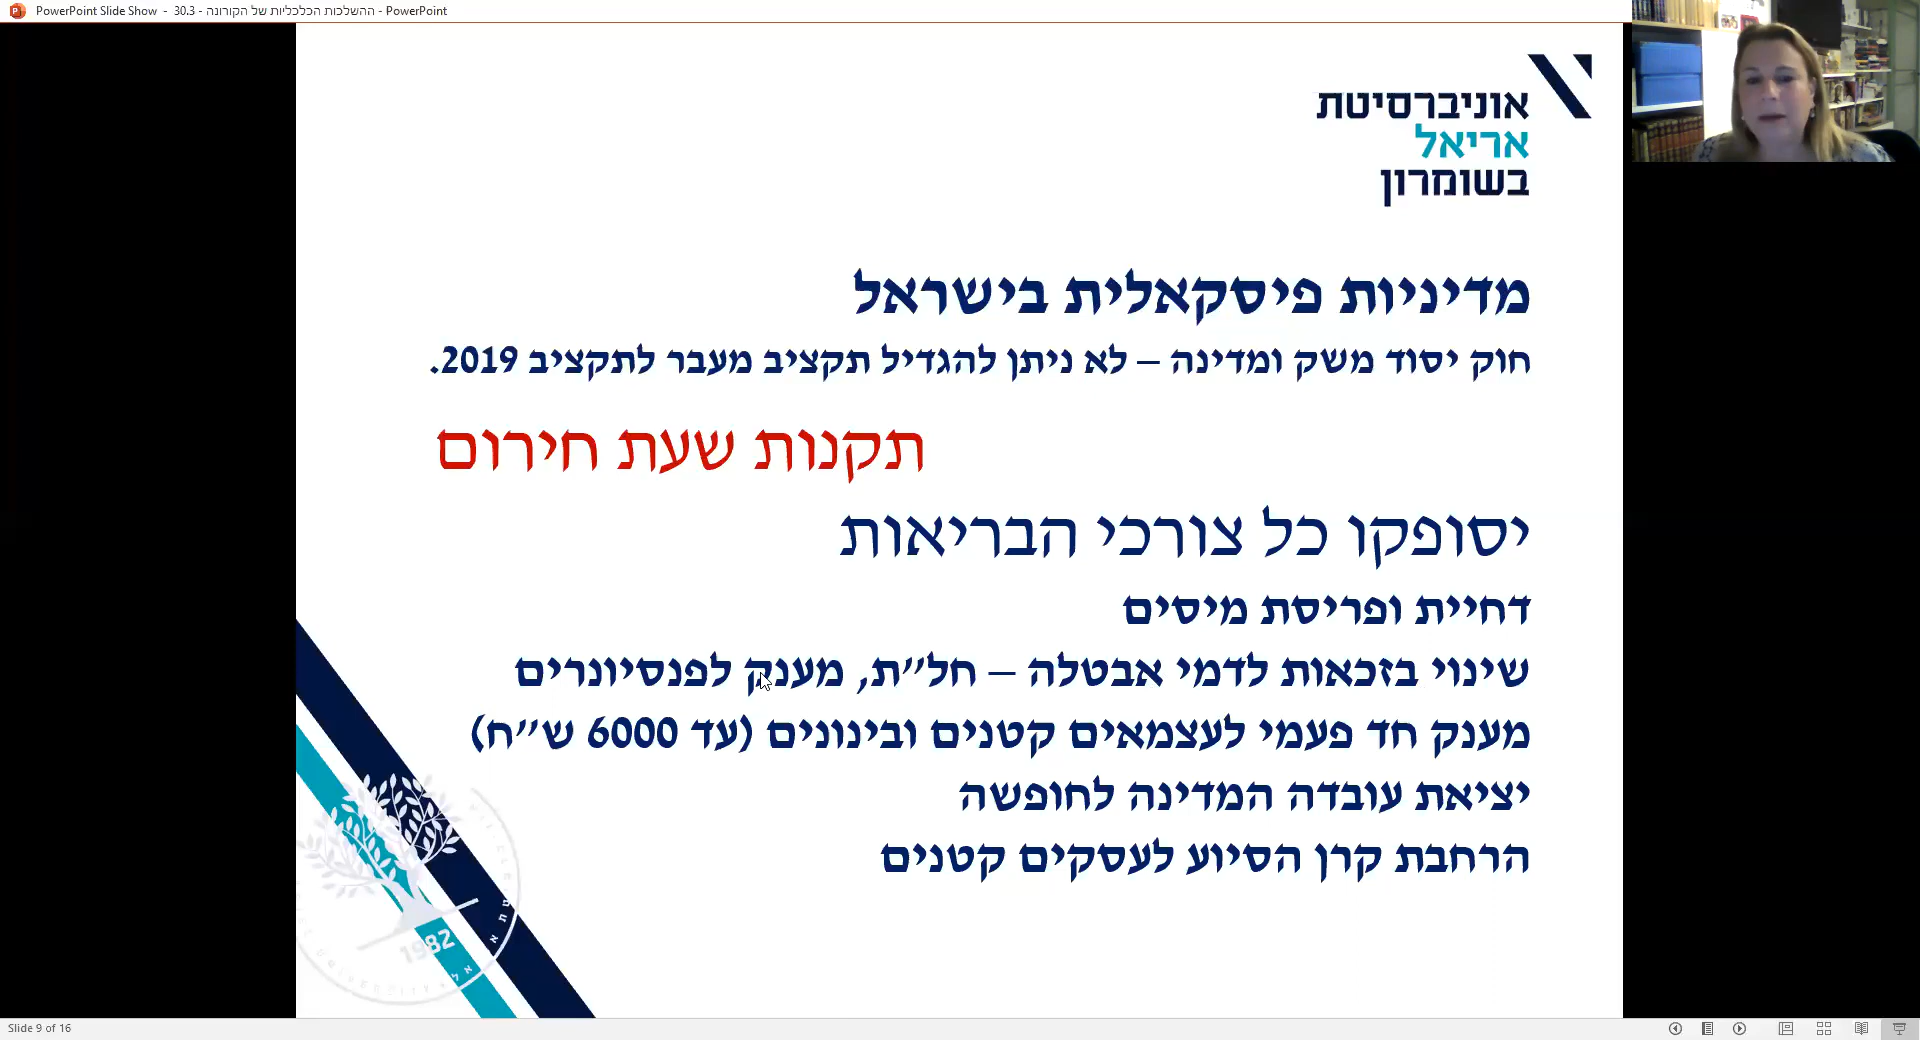 PowerPoint Slide Show - 30.3 - ההשלכות הכלכליות של הקורונה - PowerPoint
אוניברסיטת
אריאל
בשומרון
מדיניות פיסקאלית בישראל
חוק יסוד משק ומדינה – לא ניתן להגדיל תקציב מעבר לתקציב 2019.
תקנות שעת חירום
יסופקו כל צורכי הבריאות
דחיית ופריסת מיסים
שינוי בזכאות לדמי אבטלה – חל״ת, מענק לפנסיונרים
מענק חד פעמי לעצמאים קטנים ובינונים (עד 6000 ש״ח)
יציאת עובדה המדינה לחופשה
הרחבת קרן הסיוע לעסקים קטנים
1982
Slide 9 of 16